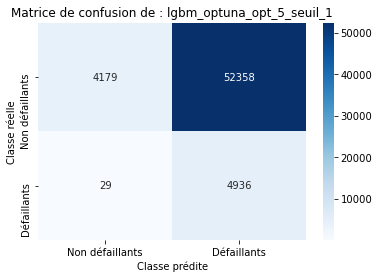 Matrice de confusion de : lgbm_optuna_opt_5_seuil_1
Classe réelle
Non défaillants
Défaillants
4179
52358
29
4936
Non défaillants
Défaillants
Classe prédite
50000
40000
30000
20000
10000